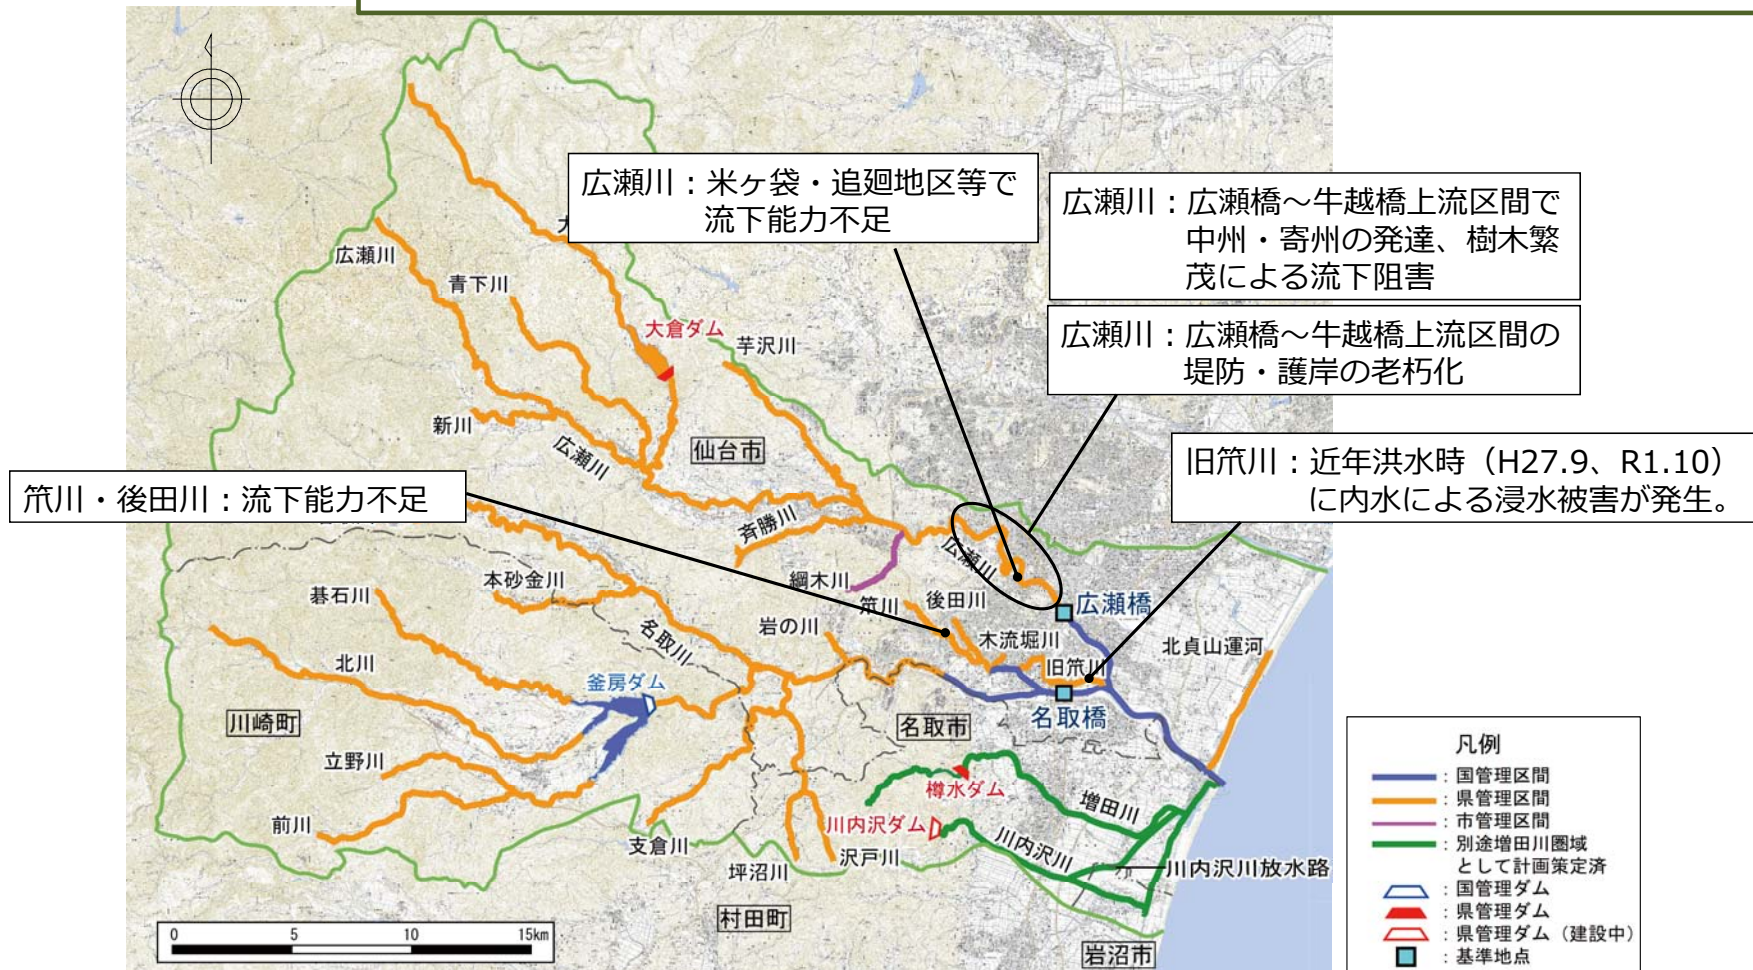 広瀬川：米ヶ袋・追廻地区等で
流下能力不足
広瀬川：広瀬橋～牛越橋上流区間で
中州・寄州の発達、樹木繁
茂による流下阻害
広瀬川：広瀬橋～牛越橋上流区間の
堤防・護岸の老朽化
旧笊川：近年洪水時（H27.9、R1.10）
に内水による浸水被害が発生。
笊川・後田川：流下能力不足
広瀬川
青下川
大倉ダム
芋沢川
新川
広瀬川
仙台市
斉勝川
広瀬川
綱木川
本砂金川
碁石川
名取川
岩の川
笊川
後田川
木流堀川
広瀬橋
旧笊川
北貞山運河
北川
釜房ダム
川崎町
名取橋
名取市
立野川
樽水ダム
増田川
前川
川内沢ダム
支倉川
沢戸川
坪沼川
川内沢川
川内沢川放水路
村田町
岩沼市
0 5 10 15km
凡例
：国管理区間
：県管理区間
：市管理区間
：別途増田川圏域
として計画策定済
：国管理ダム
：県管理ダム
：県管理ダム（建設中）
：基準地点